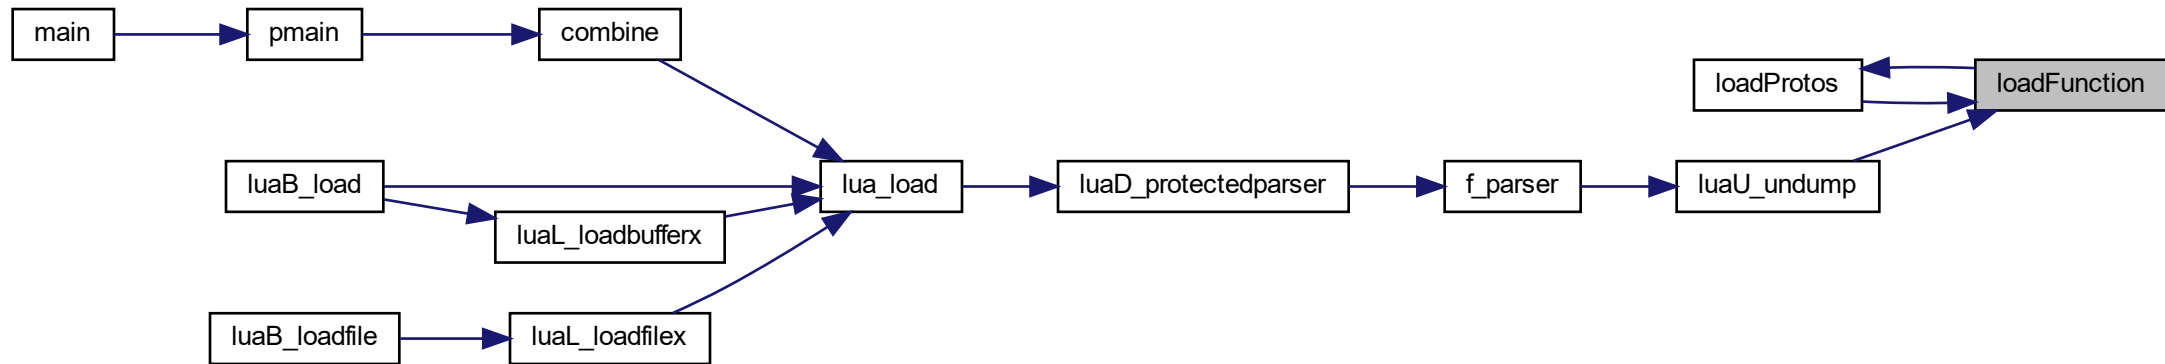 main
pmain
combine
loadProtos
loadFunction
luaB_load
lua_load
luaD_protectedparser
f_parser
luaU_undump
luaL_loadbufferx
luaB_loadfile
luaL_loadfilex